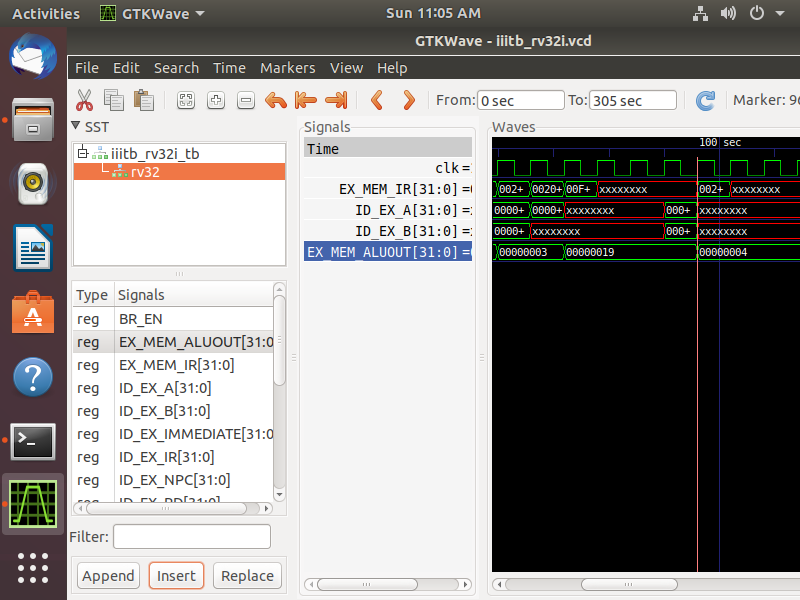 Activities GTKWave Sun 11:05 AM
GTKWave - iiitb_rv32i.vcd
File Edit Search Time Markers View Help
From: 0 sec To: 305 sec Marker: 9
SST
iiitb_rv32i_tb
rv32
Type Signals
reg BR_EN
reg EX_MEM_ALUOUT[31:0
reg EX_MEM_IR[31:0]
reg ID_EX_A[31:0]
reg ID_EX_B[31:0]
reg ID_EX_IMMEDIATE[31:0
reg ID_EX_IR[31:0]
reg ID_EX_NPC[31:0]
reg ID_EX_RD[31:0]
Filter:
Append Insert Replace
Signals
Time
clk =
EX_MEM_IR[31:0] =
ID_EX_A[31:0] =
ID_EX_B[31:0] =
EX_MEM_ALUOUT[31:0] =
Waves
100 sec
002+ 0020+ 00F+ xxxxxxxx 002+ xxxxxxxx
0000+ 0000+ xxxxxxxx 000+ xxxxxxxx
0000+ xxxxxxxx 000+ xxxxxxxx
00000003 00000019 00000004